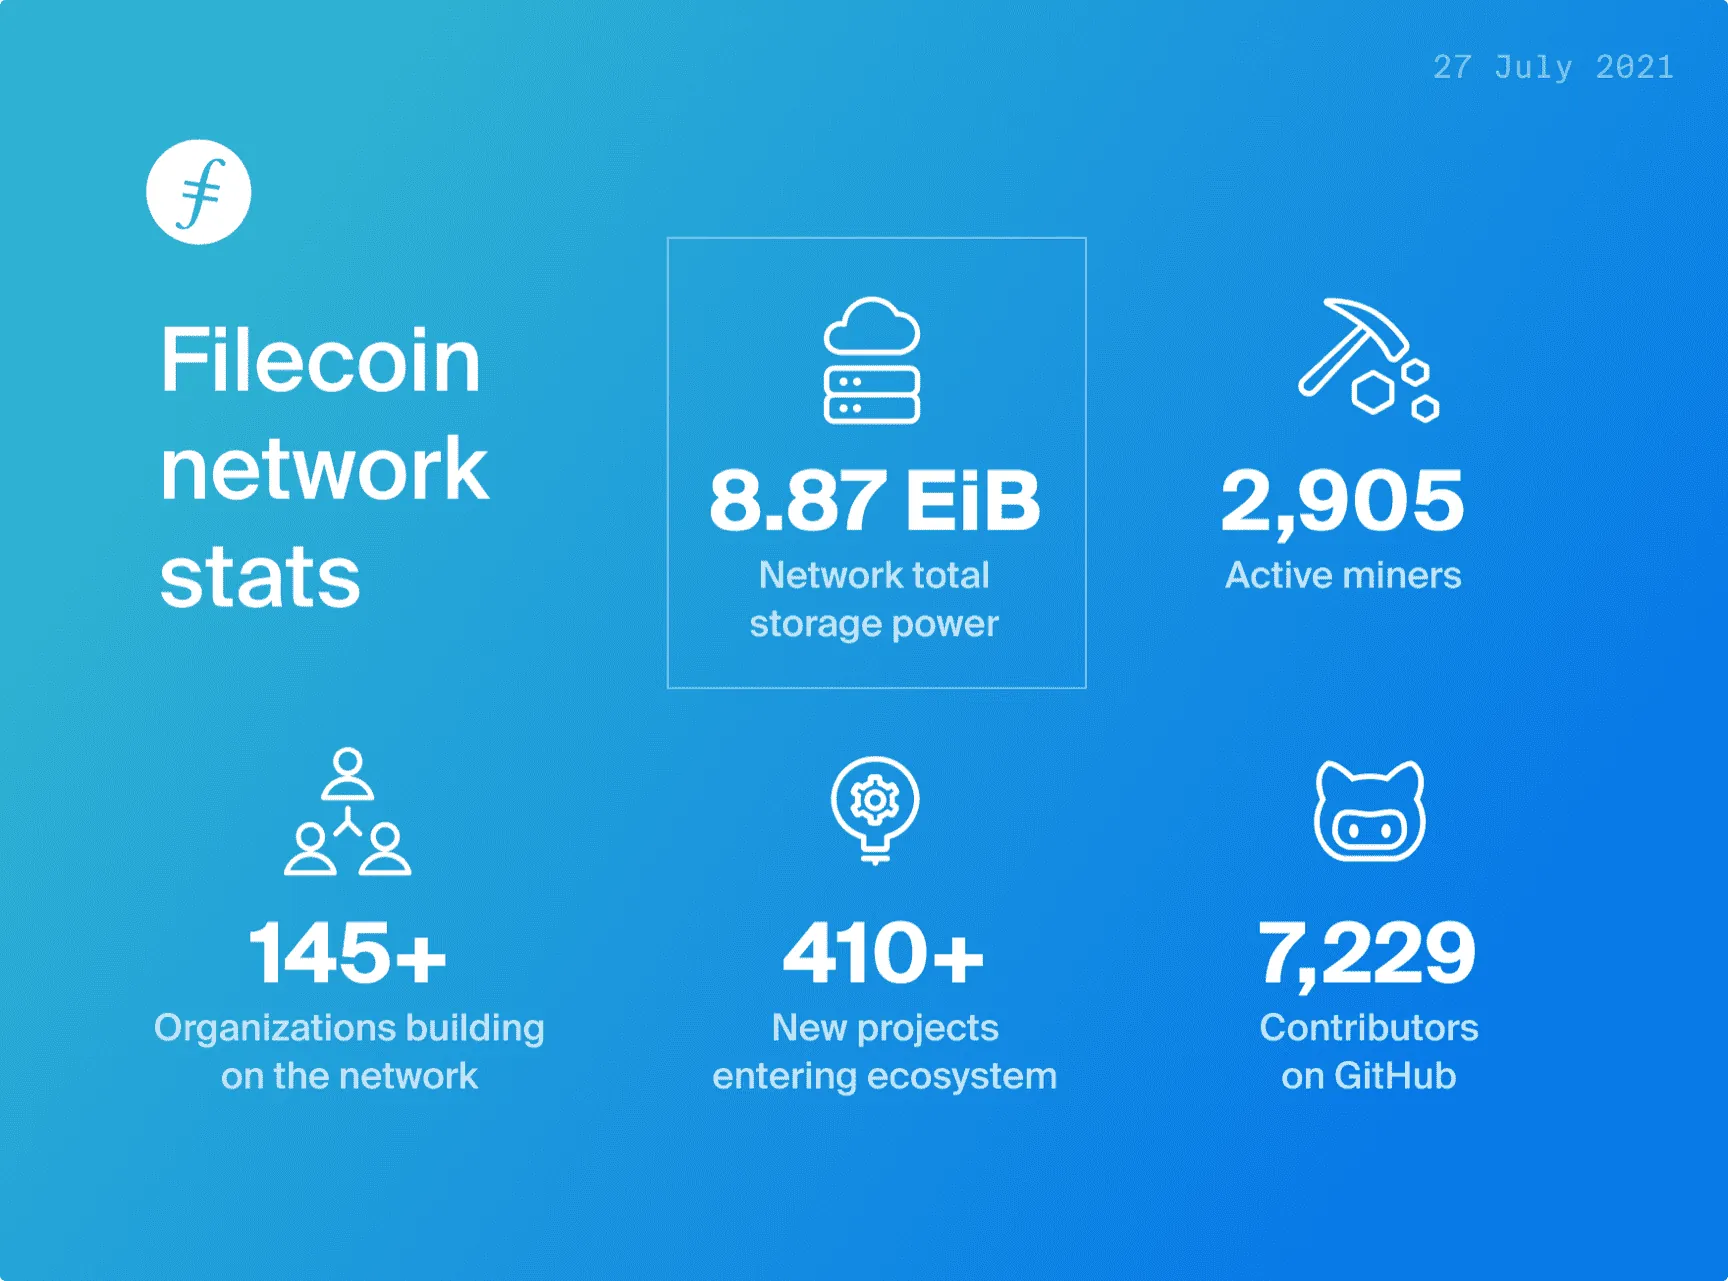 27 July 2021
Filecoin
network
stats
8.87 EiB
Network total
storage power
2,905
Active miners
145+
Organizations building
on the network
410+
New projects
entering ecosystem
7,229
Contributors
on GitHub